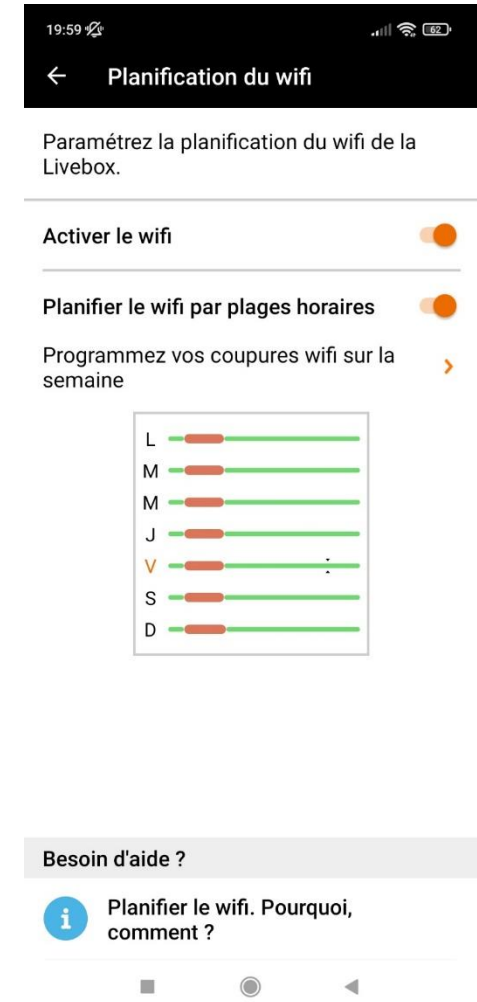 19:59
62
Planification du wifi
Paramétrez la planification du wifi de la
Livebox.
Activer le wifi
Planifier le wifi par plages horaires
Programmez vos coupures wifi sur la
semaine
L
M
M
J
V
S
D
Besoin d'aide ?
i
Planifier le wifi. Pourquoi,
comment ?